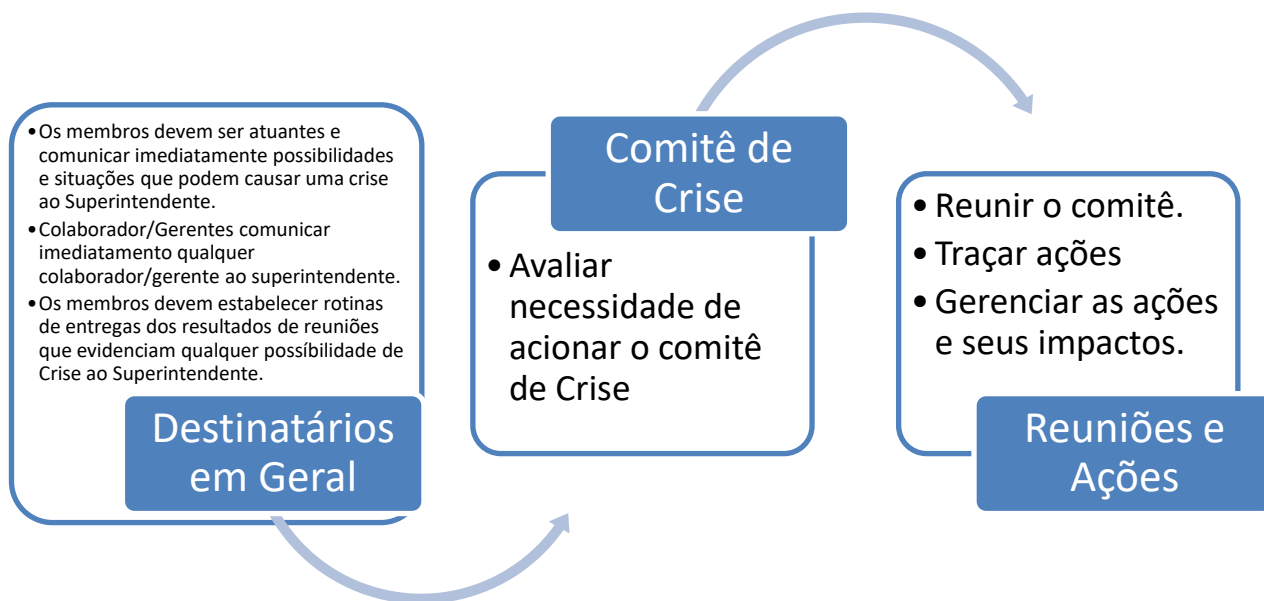 •Os membros devem ser atuantes e
comunicar imediatamente possibilidades
e situações que podem causar uma crise
ao Superintendente.
•Colaborador/Gerentes comunicar
imediatamento qualquer
colaborador/gerente ao superintendente.
•Os membros devem estabelecer rotinas
de entregas dos resultados de reuniões
que evidenciam qualquer possíbilidade de
Crise ao Superintendente.
Destinatários
em Geral
Comitê de
Crise
• Avaliar
necessidade de
acionar o comitê
de Crise
• Reunir o comitê.
• Traçar ações
• Gerenciar as ações
e seus impactos.
Reuniões e
Ações